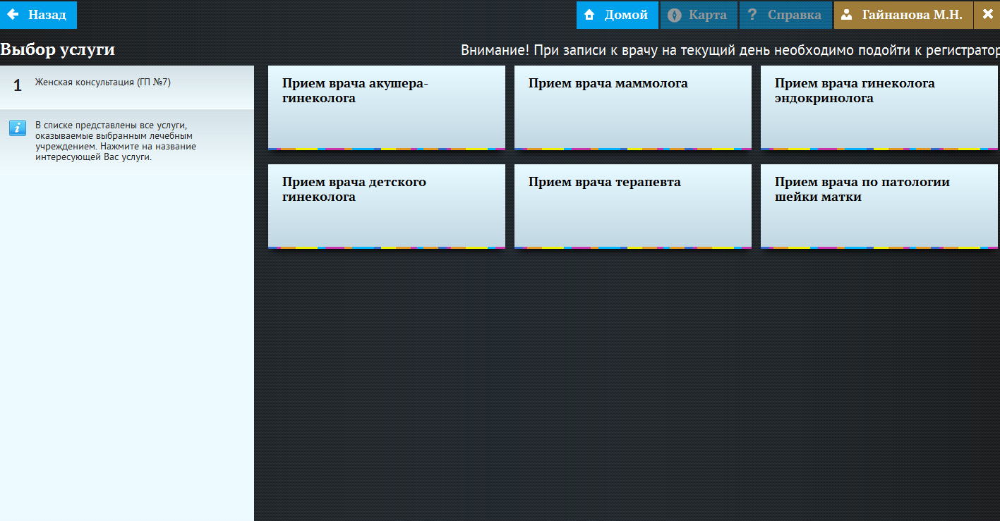 Назад
Домой
Карта
? Справка
Гайнанова М.Н.
Выбор услуги
Внимание! При записи к врачу на текущий день необходимо подойти к регистратор
1
Женская консультация (ГП №7)
i
В списке представлены все услуги,
оказываемые выбранным лечебным
учреждением. Нажмите на название
интересующей Вас услуги.
Прием врача акушера-
гинеколога
Прием врача маммолога
Прием врача гинеколога
эндокринолога
Прием врача детского
гинеколога
Прием врача терапевта
Прием врача по патологии
шейки матки